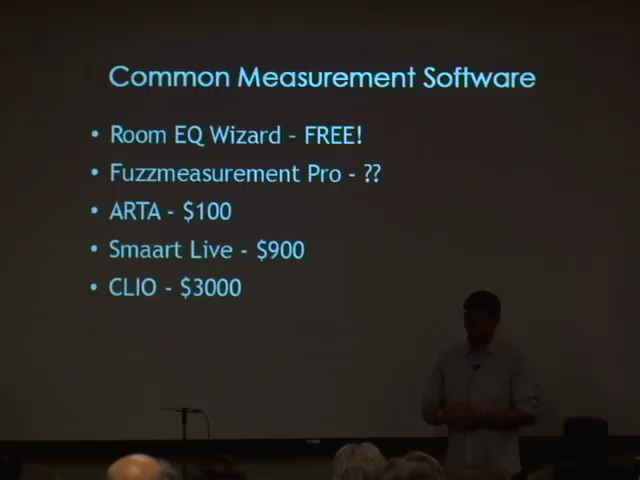 Common Measurement Software
• Room EQ Wizard - FREE!
• Fuzzmeasurement Pro - ??
• ARTA - $100
• Smaart Live - $900
• CLIO - $3000